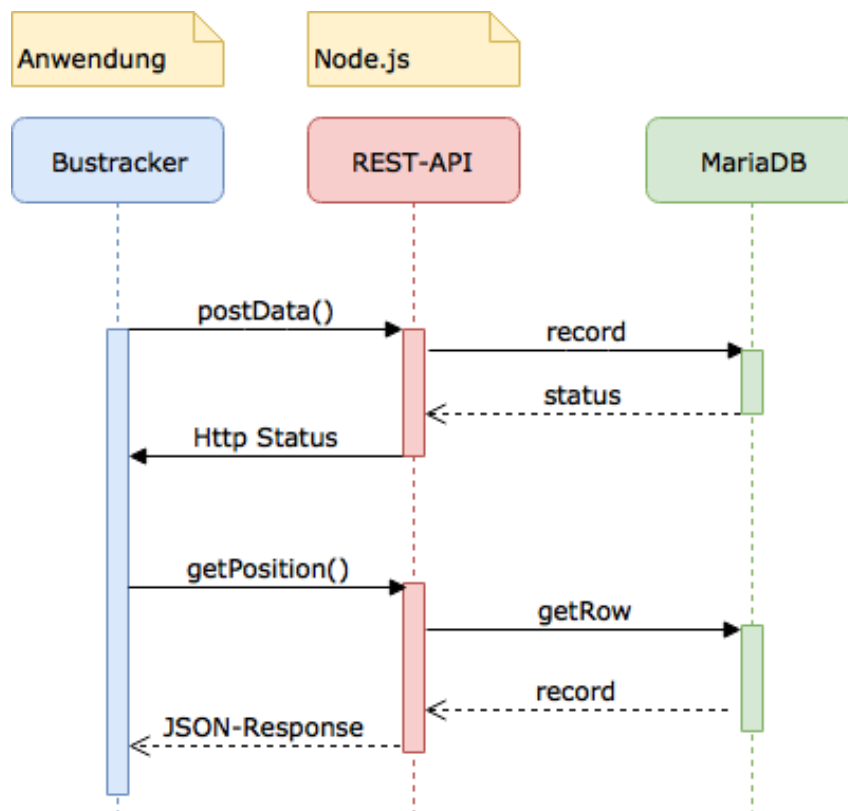 Anwendung
Node.js
Bustracker
REST-API
MariaDB
postData()
record
status
Http Status
getPosition()
getRow
record
JSON-Response